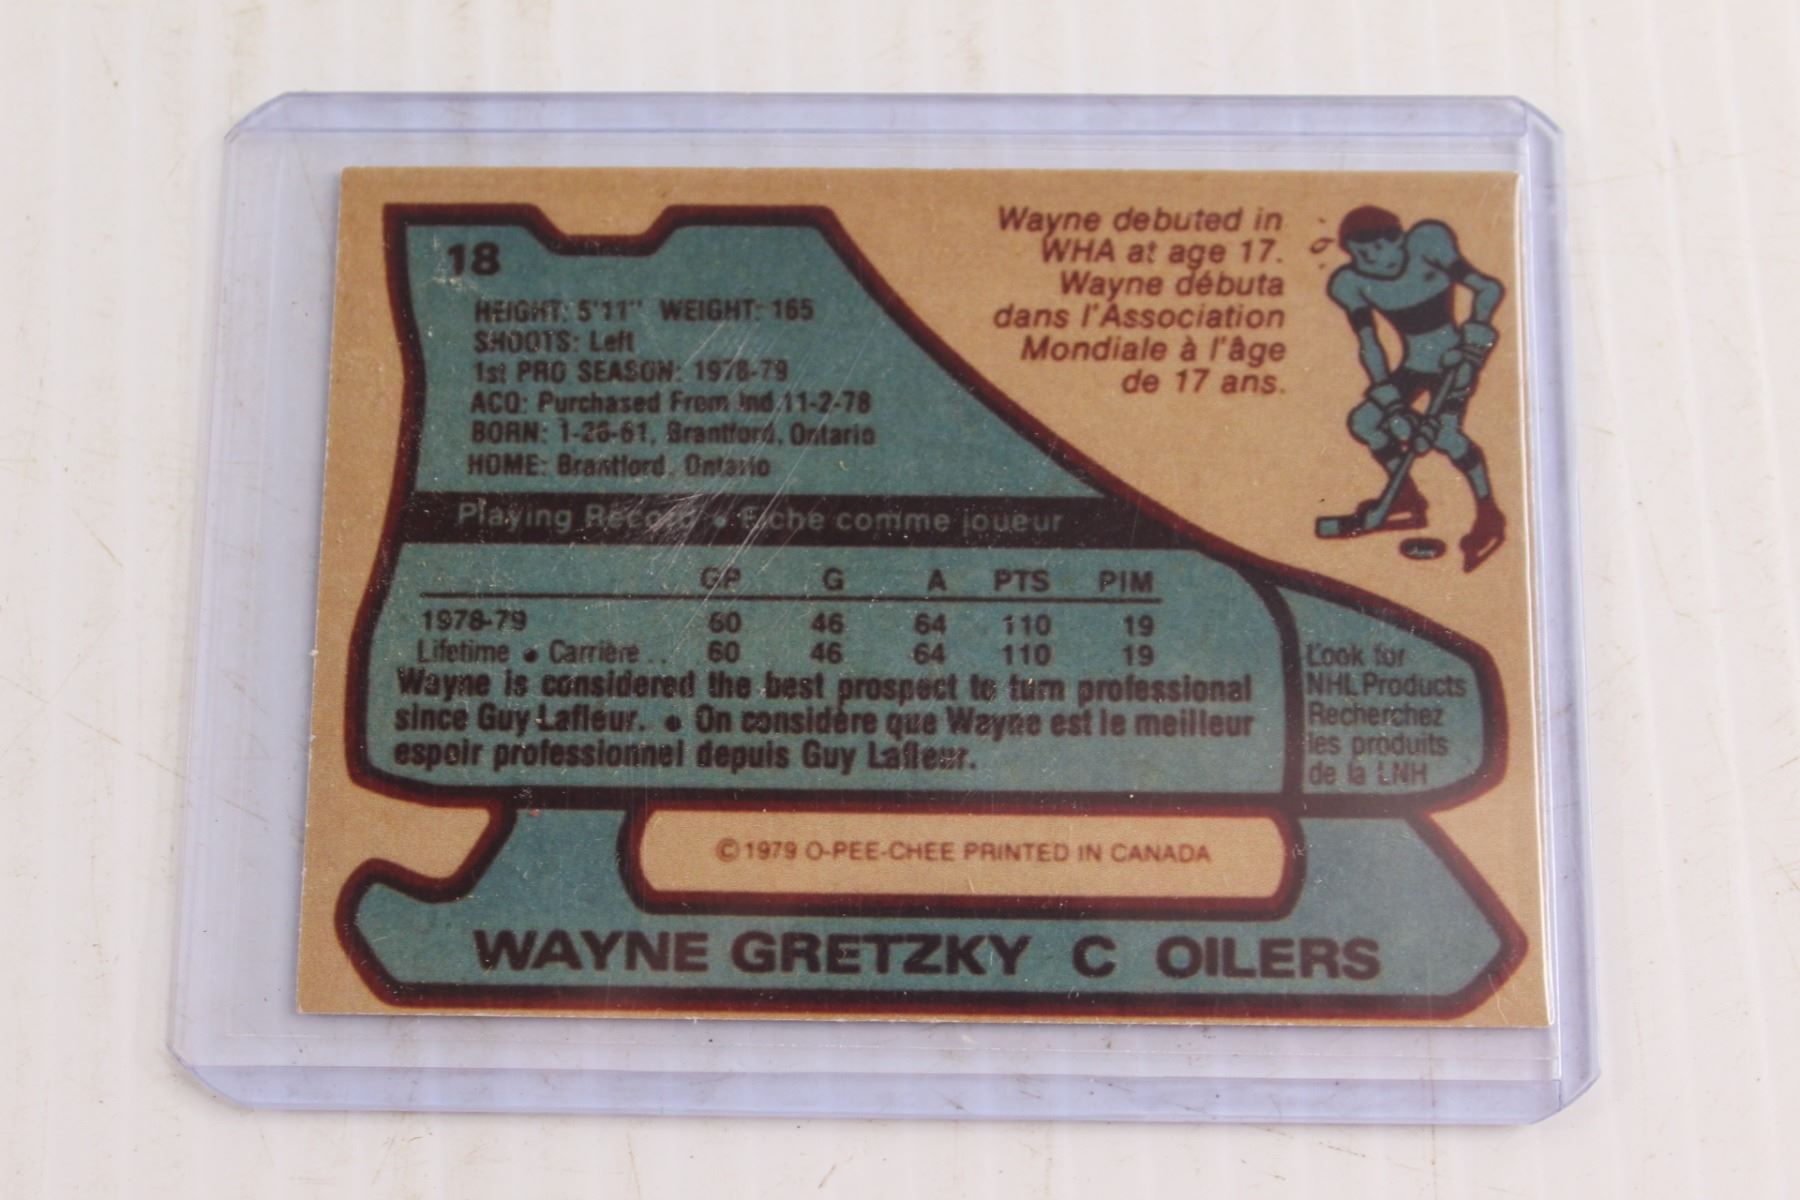 18
HEIGHT: 5'11" WEIGHT: 165
SHOOTS: Left
1st PRO SEASON: 1978-79
ACQ: Purchased From Ind 11-2-78
BORN: 1-26-61, Brantford, Ontario
HOME: Brantford, Ontario
Wayne debuted in
WHA at age 17.
Wayne débuta
dans l'Association
Mondiale à l'âge
de 17 ans.
Playing Record • Fiche comme joueur
GP G A PTS PIM
1978-79 60 46 64 110 19
Lifetime • Carrière .. 60 46 64 110 19
Wayne is considered the best prospect to turn professional
since Guy Lafleur. • On considère que Wayne est le meilleur
espoir professionnel depuis Guy Lafleur.
Look for
NHL Products
Recherchez
les produits
de la LNH
© 1979 O-PEE-CHEE PRINTED IN CANADA
WAYNE GRETZKY C OILERS